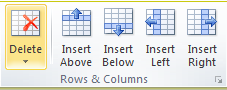 Delete
Insert Above
Insert Below
Insert Left
Insert Right
Rows & Columns